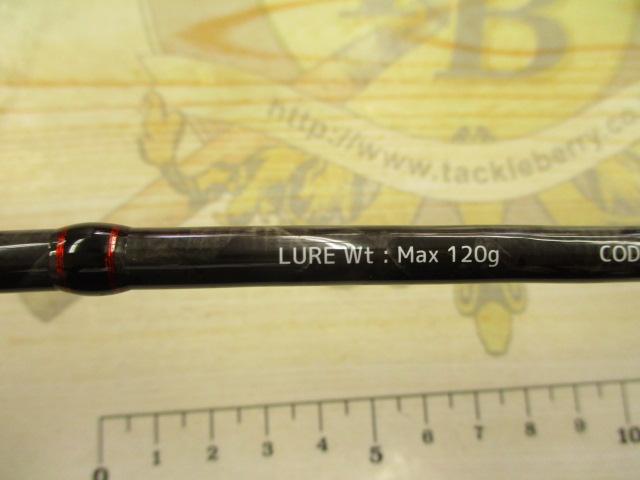 B
http://www.tackleberry.co
LURE Wt : Max 120g
COD
0 1 2 3 4 5 6 7 8 9 10